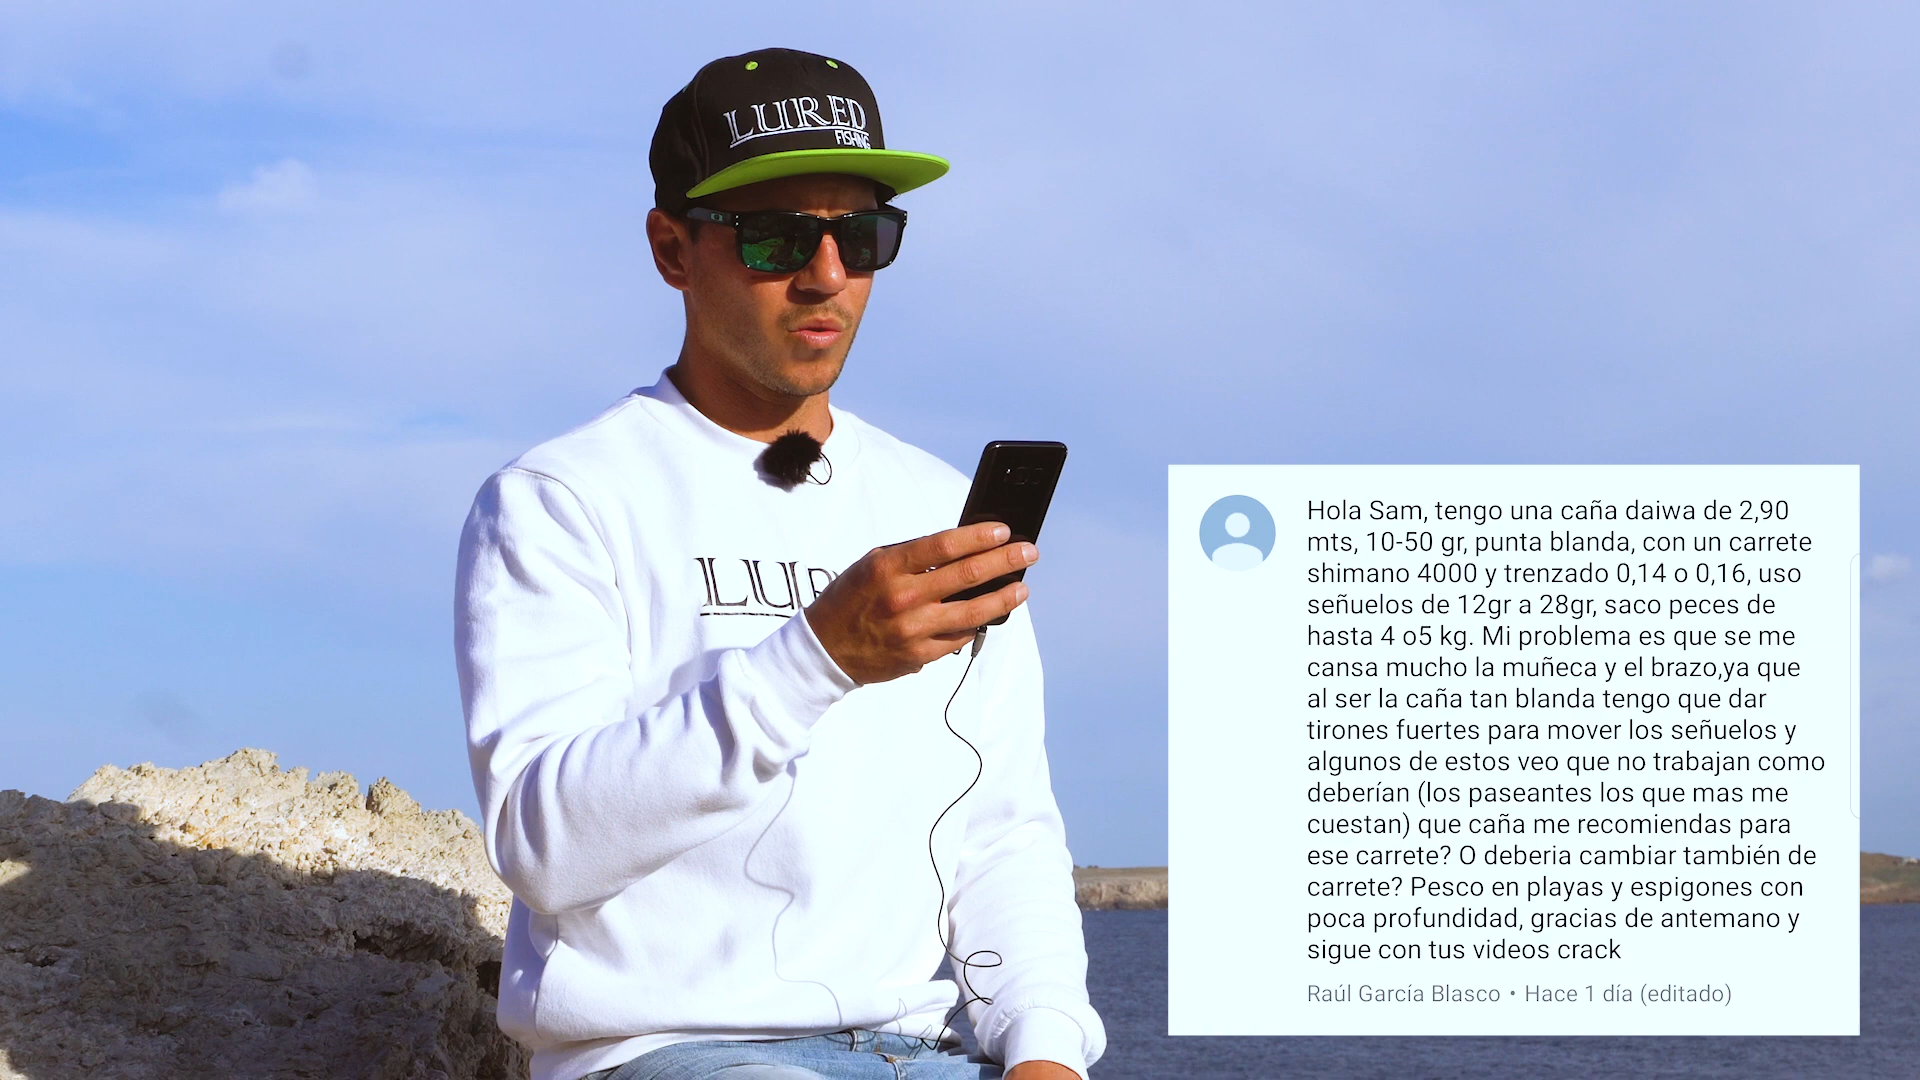 LURED
FISHING
LUR
Hola Sam, tengo una caña daiwa de 2,90
mts, 10-50 gr, punta blanda, con un carrete
shimano 4000 y trenzado 0,14 o 0,16, uso
señuelos de 12gr a 28gr, saco peces de
hasta 4 o5 kg. Mi problema es que se me
cansa mucho la muñeca y el brazo,ya que
al ser la caña tan blanda tengo que dar
tirones fuertes para mover los señuelos y
algunos de estos veo que no trabajan como
deberían (los paseantes los que mas me
cuestan) que caña me recomiendas para
ese carrete? O deberia cambiar también de
carrete? Pesco en playas y espigones con
poca profundidad, gracias de antemano y
sigue con tus videos crack
Raúl García Blasco • Hace 1 día (editado)